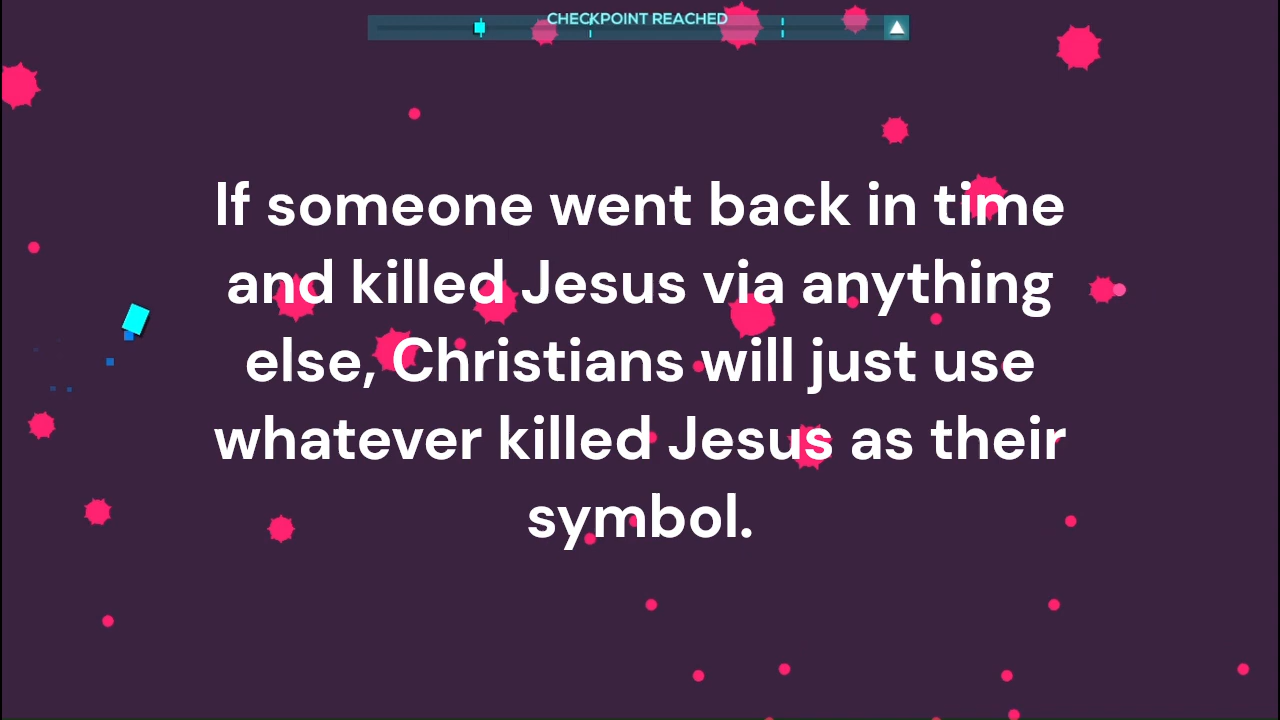 CHECKPOINT REACHED
If someone went back in time
and killed Jesus via anything
else, Christians will just use
whatever killed Jesus as their
symbol.